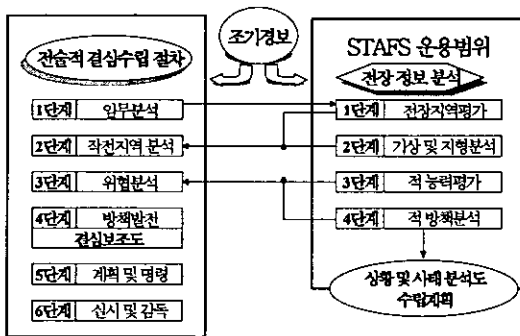 조기정보
전술적 결심수립 절차
1단계 임무분석
2단계 작전지역 분석
3단계 위협분석
4단계 방책발전
결심보조도
5단계 계획 및 명령
6단계 실시 및 감독
STAFS 운용범위
전장 정보 분석
1단계 전장지역평가
2단계 기상 및 지형분석
3단계 적 능력평가
4단계 적 방책분석
상황 및 사태 분석도
수립계획